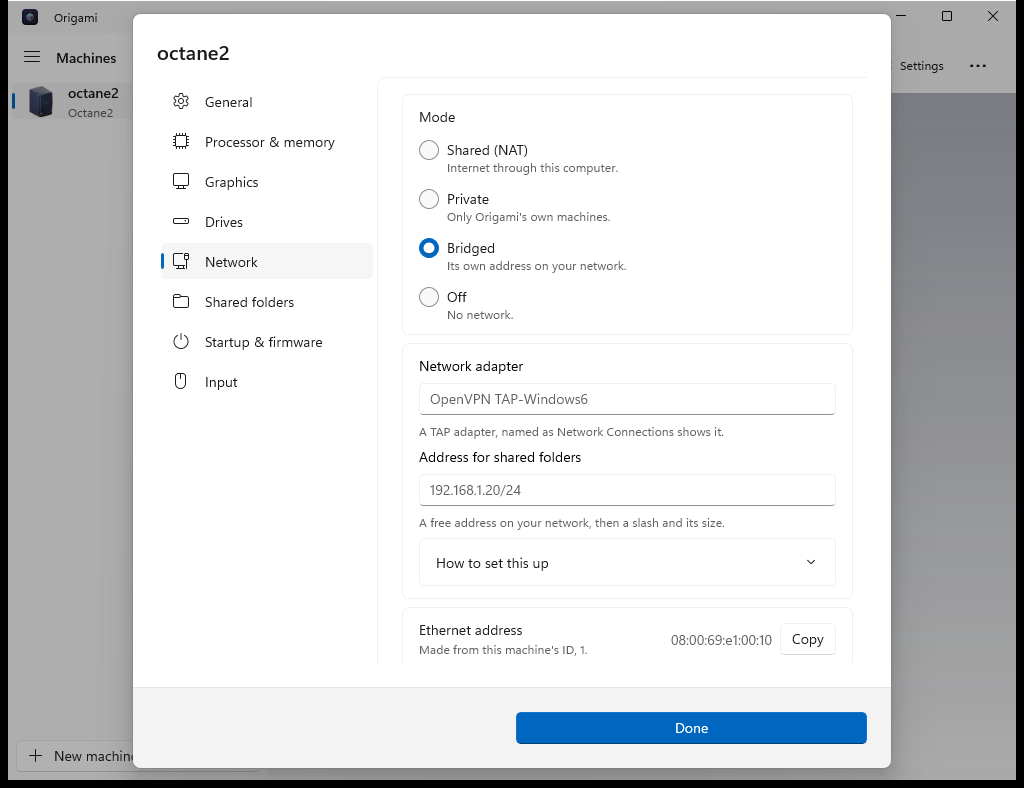 Origami
Machines
octane2
Octane2
New machin
Settings
octane2
General
Processor & memory
Graphics
Drives
Network
Shared folders
Startup & firmware
Input
Mode
Shared (NAT)
Internet through this computer.
Private
Only Origami's own machines.
Bridged
Its own address on your network.
Off
No network.
Network adapter
OpenVPN TAP-Windows6
A TAP adapter, named as Network Connections shows it.
Address for shared folders
192.168.1.20/24
A free address on your network, then a slash and its size.
How to set this up
Ethernet address
Made from this machine's ID, 1.
08:00:69:e1:00:10
Copy
Done